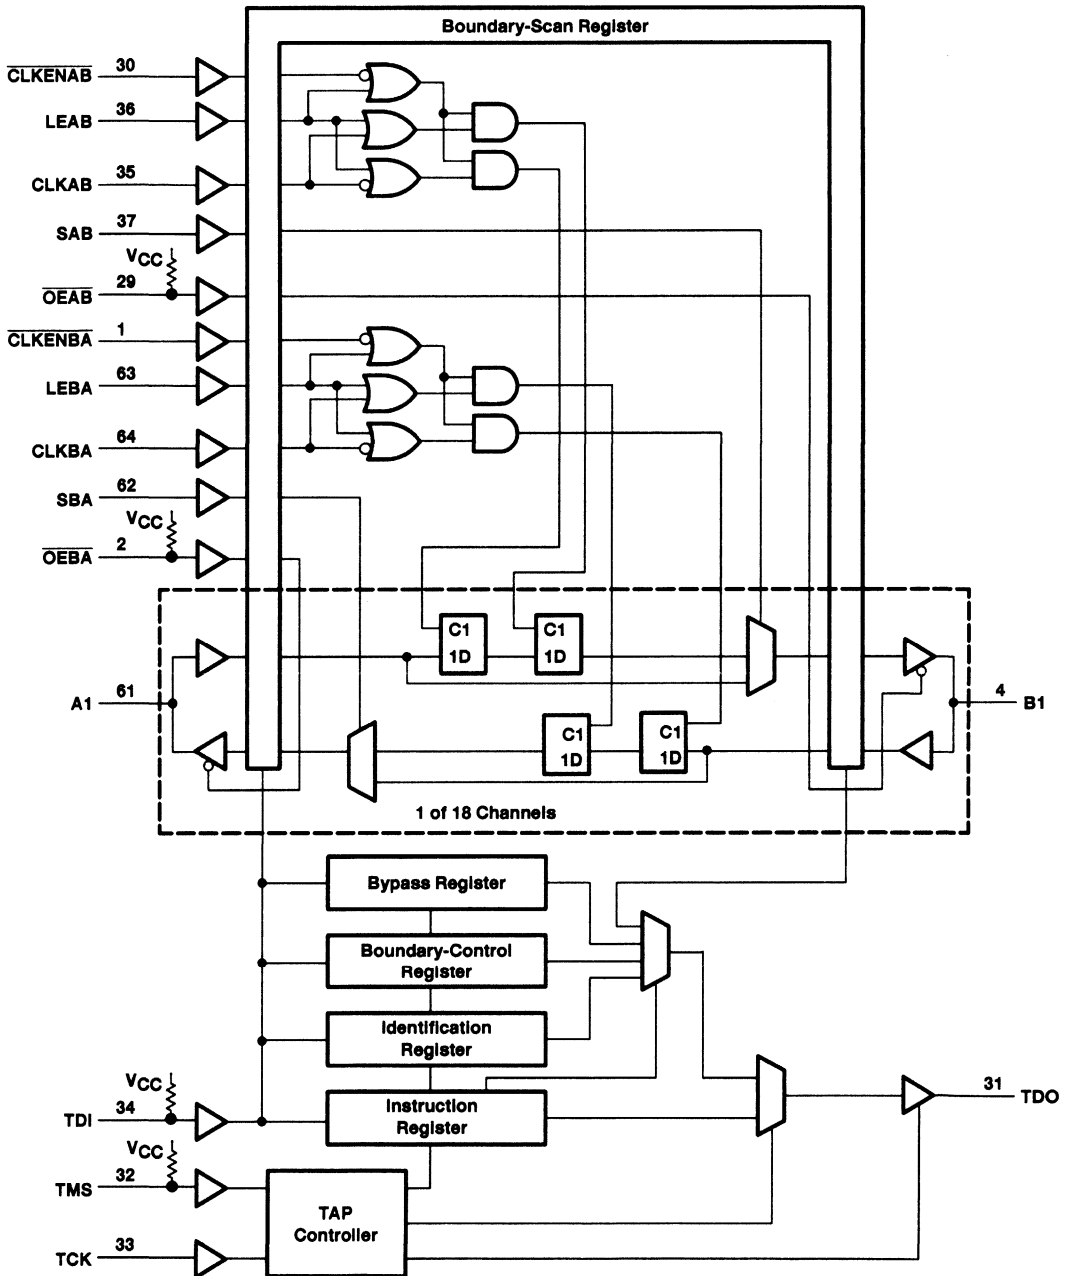 Boundary-Scan Register
CLKENAB 30
LEAB 36
CLKAB 35
SAB 37
VCC
OEAB 29
CLKENBA 1
LEBA 63
CLKBA 64
SBA 62
VCC
OEBA 2
C1
1D
C1
1D
A1 61
4 B1
C1
1D
C1
1D
1 of 18 Channels
Bypass Register
Boundary-Control
Register
Identification
Register
VCC
TDI 34
Instruction
Register
31 TDO
VCC
TMS 32
TAP
Controller
TCK 33